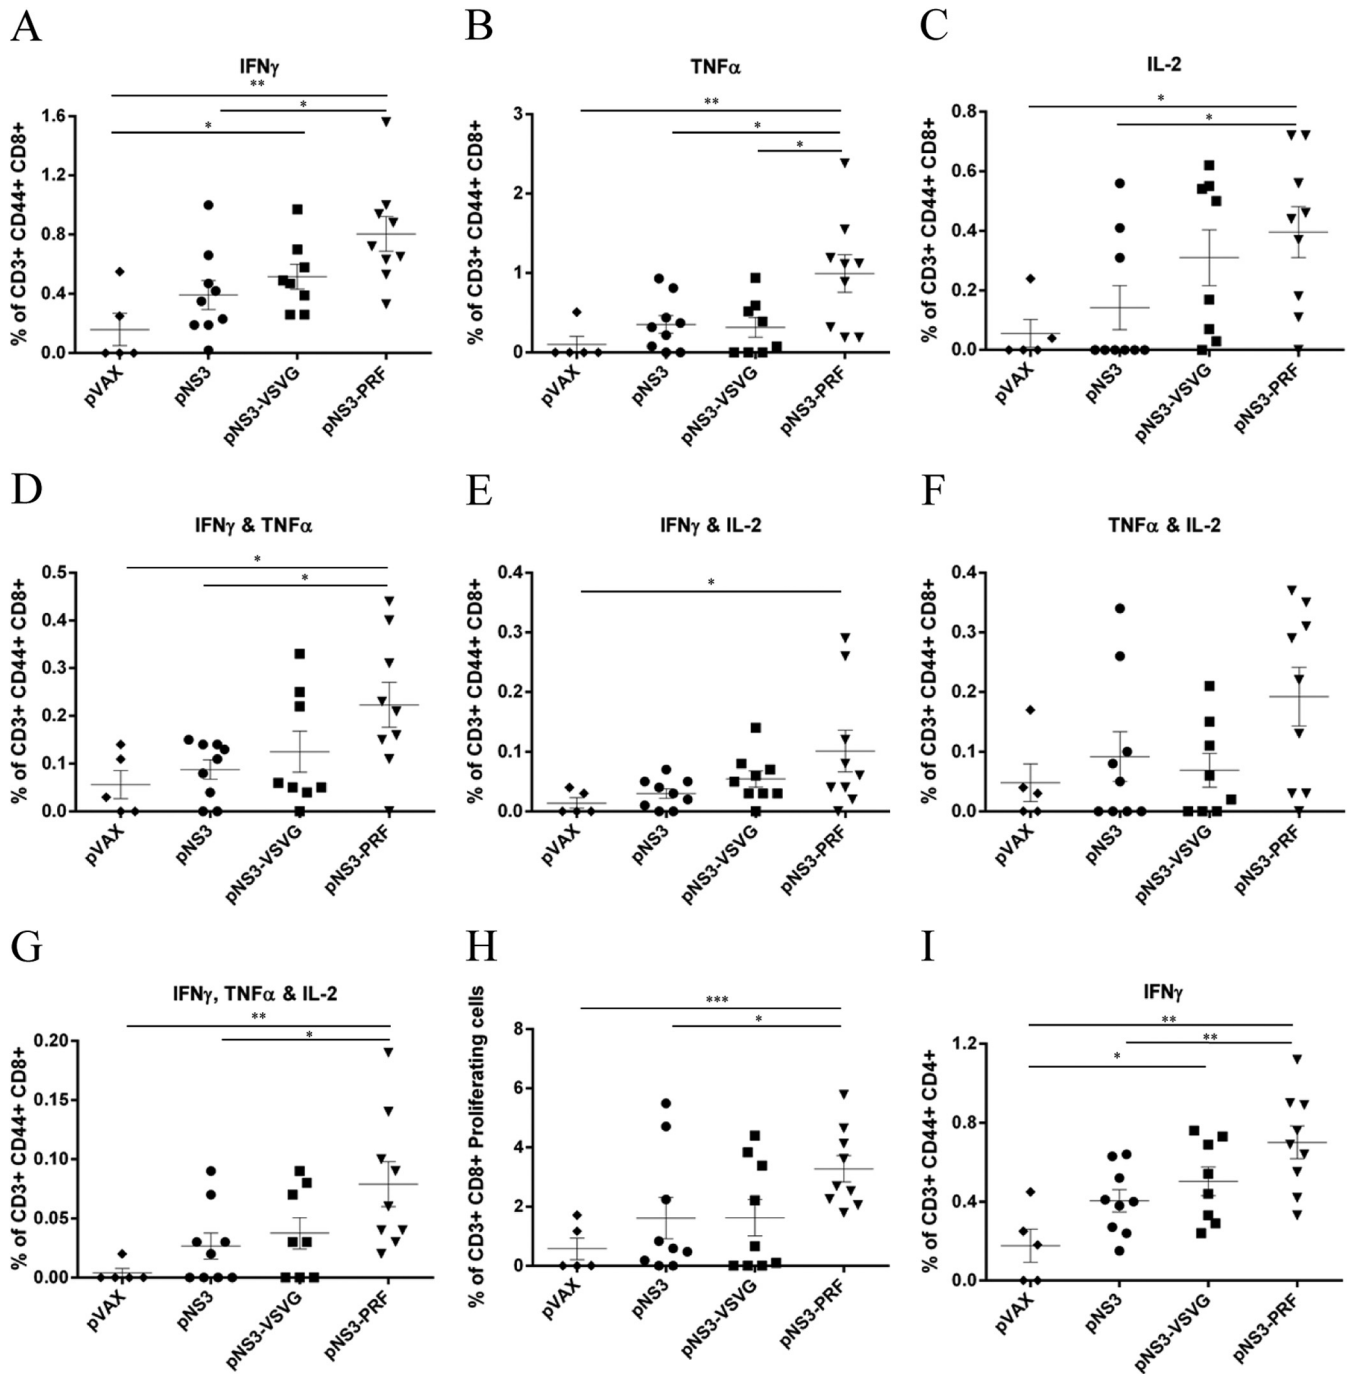 A
IFNγ
**
*
*
% of CD3+ CD44+ CD8+
1.6
1.2
0.8
0.4
0.0
pVAX
pNS3
pNS3-VSVG
pNS3-PRF
B
TNFα
**
*
*
% of CD3+ CD44+ CD8+
3
2
1
0
pVAX
pNS3
pNS3-VSVG
pNS3-PRF
C
IL-2
*
*
% of CD3+ CD44+ CD8+
0.8
0.6
0.4
0.2
0.0
pVAX
pNS3
pNS3-VSVG
pNS3-PRF
D
IFNγ & TNFα
*
*
% of CD3+ CD44+ CD8+
0.5
0.4
0.3
0.2
0.1
0.0
pVAX
pNS3
pNS3-VSVG
pNS3-PRF
E
IFNγ & IL-2
*
% of CD3+ CD44+ CD8+
0.4
0.3
0.2
0.1
0.0
pVAX
pNS3
pNS3-VSVG
pNS3-PRF
F
TNFα & IL-2
% of CD3+ CD44+ CD8+
0.4
0.3
0.2
0.1
0.0
pVAX
pNS3
pNS3-VSVG
pNS3-PRF
G
IFNγ, TNFα & IL-2
**
*
% of CD3+ CD44+ CD8+
0.20
0.15
0.10
0.05
0.00
pVAX
pNS3
pNS3-VSVG
pNS3-PRF
H
***
*
% of CD3+ CD8+ Proliferating cells
8
6
4
2
0
pVAX
pNS3
pNS3-VSVG
pNS3-PRF
I
IFNγ
**
**
*
% of CD3+ CD44+ CD4+
1.2
0.8
0.4
0.0
pVAX
pNS3
pNS3-VSVG
pNS3-PRF